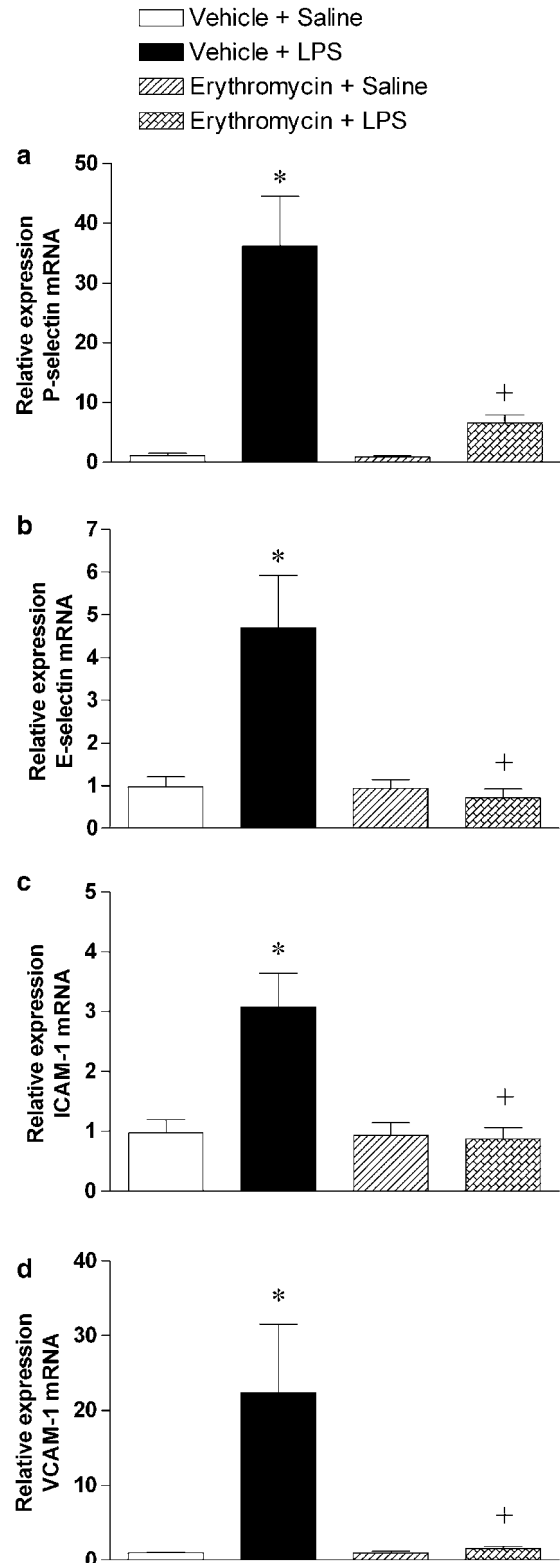 Vehicle + Saline
Vehicle + LPS
Erythromycin + Saline
Erythromycin + LPS
a
Relative expression
P-selectin mRNA
50
40
30
20
10
0
*
+
b
Relative expression
E-selectin mRNA
7
6
5
4
3
2
1
0
*
+
c
Relative expression
ICAM-1 mRNA
5
4
3
2
1
0
*
+
d
Relative expression
VCAM-1 mRNA
40
30
20
10
0
*
+